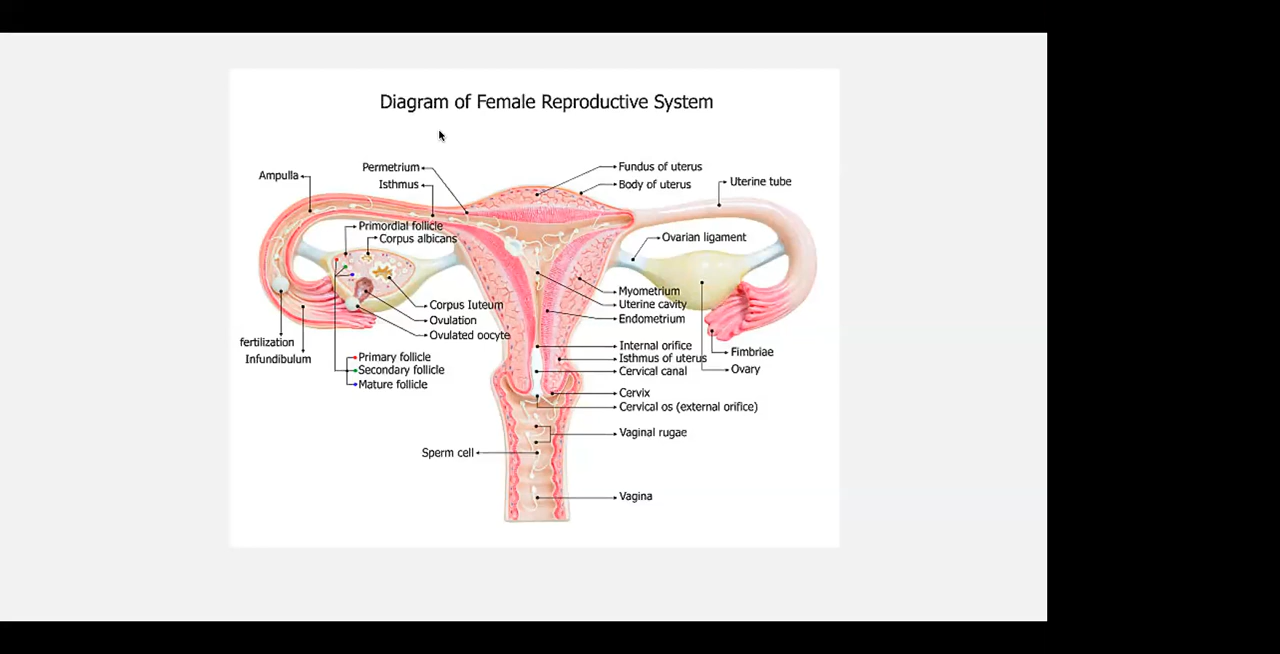 Diagram of Female Reproductive System
Permetrium
Fundus of uterus
Ampulla
Isthmus
Body of uterus
Uterine tube
Primordial follicle
Corpus albicans
Ovarian ligament
Myometrium
Corpus luteum
Uterine cavity
Ovulation
Endometrium
Ovulated oocyte
fertilization
Internal orifice
Infundibulum
Primary follicle
Isthmus of uterus
Fimbriae
Secondary follicle
Cervical canal
Ovary
Mature follicle
Cervix
Cervical os (external orifice)
Vaginal rugae
Sperm cell
Vagina